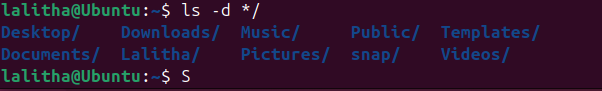 lalitha@Ubuntu:~$ ls -d */
Desktop/ Downloads/ Music/ Public/ Templates/
Documents/ Lalitha/ Pictures/ snap/ Videos/
lalitha@Ubuntu:~$ S